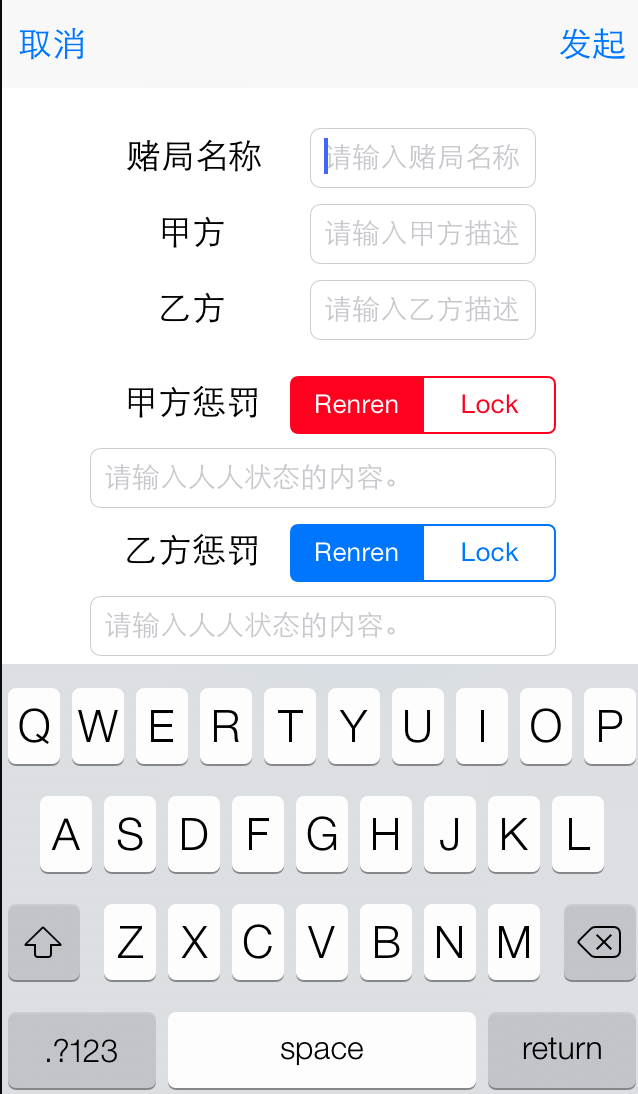 取消 发起
赌局名称 请输入赌局名称
甲方 请输入甲方描述
乙方 请输入乙方描述
甲方惩罚 Renren Lock
请输入人人状态的内容。
乙方惩罚 Renren Lock
请输入人人状态的内容。
Q W E R T Y U I O P
A S D F G H J K L
Z X C V B N M
.?123 space return